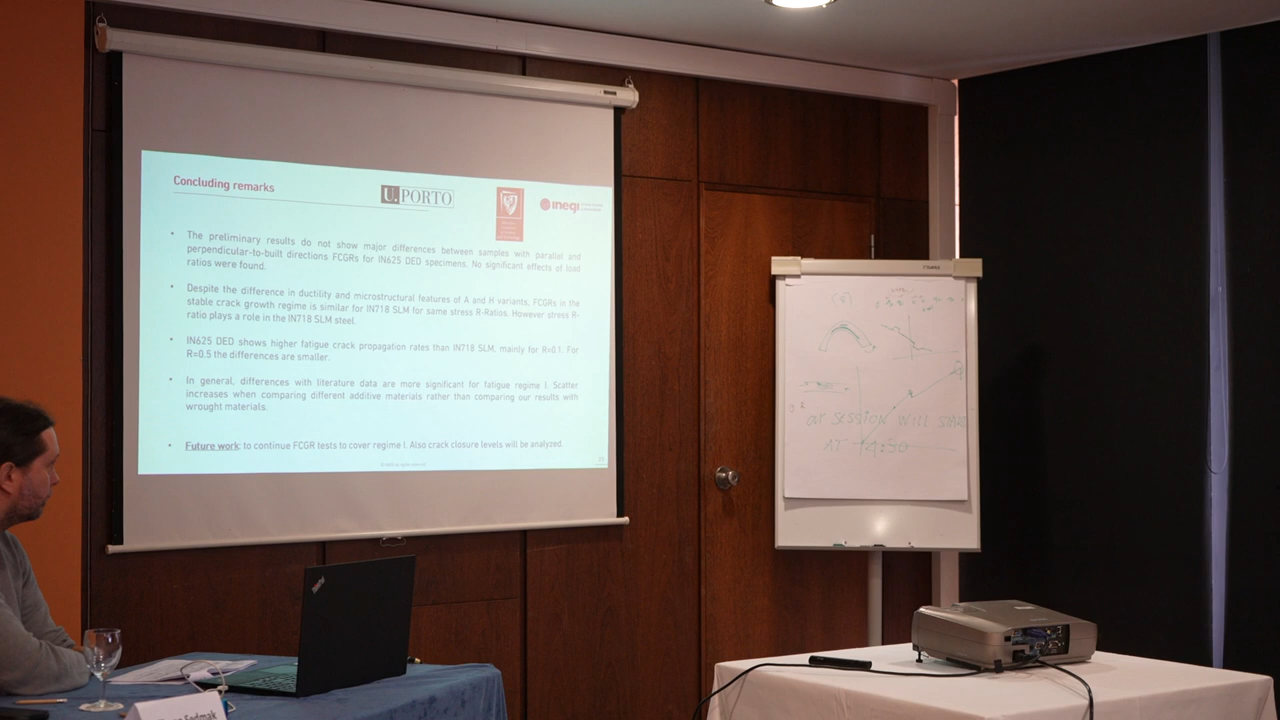 Concluding remarks
U.PORTO
inegi
• The preliminary results do not show major differences between samples with parallel and
perpendicular-to-built directions FCGRs for IN625 DED specimens. No significant effects of load
ratios were found.
• Despite the difference in ductility and microstructural features of A and H variants, FCGRs in the
stable crack growth regime is similar for IN718 SLM for same stress R-Ratios. However stress R-
ratio plays a role in the IN718 SLM steel.
• IN625 DED shows higher fatigue crack propagation rates than IN718 SLM, mainly for R=0.1. For
R=0.5 the differences are smaller.
• In general, differences with literature data are more significant for fatigue regime I. Scatter
increases when comparing different additive materials rather than comparing our results with
wrought materials.
• Future work: to continue FCGR tests to cover regime I. Also crack closure levels will be analyzed.
SESSION WILL START
AT 14:30
ThinkPad
Sedmak